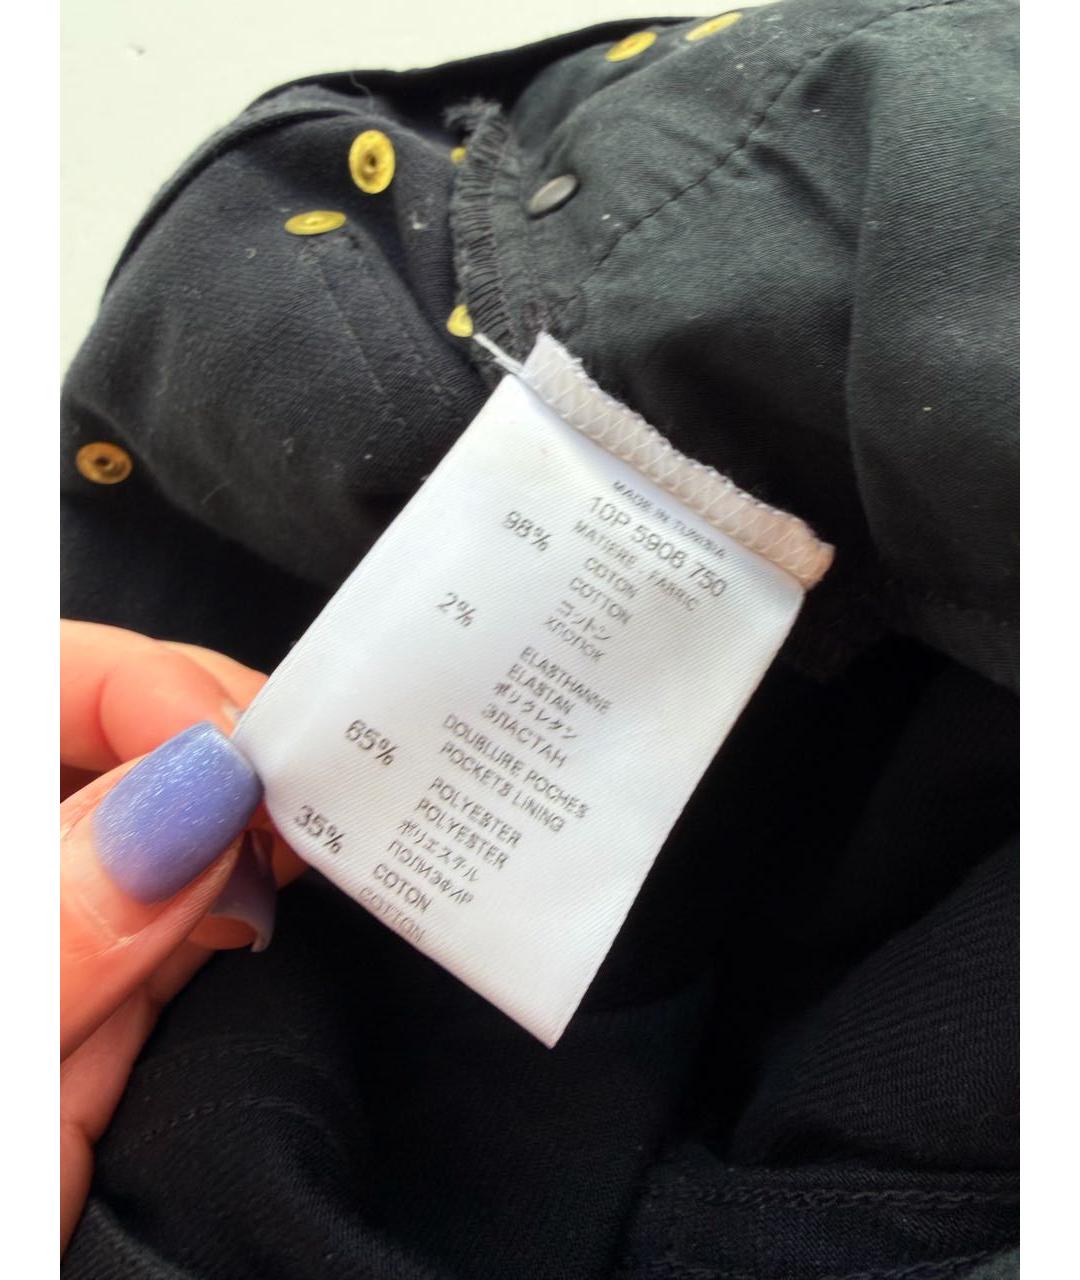 MADE IN TUNISIA
10P 5908 750
MATIERE FABRIC
98% COTON
COTTON
コットン
ХЛОПОК
2% ELASTHANNE
ELASTAN
ポリウレタン
ЭЛАСТАН
DOUBLURE POCHES
POCKETS LINING
65% POLYESTER
POLYESTER
ポリエステル
ПОЛИЭФИР
35% COTON
COTTON